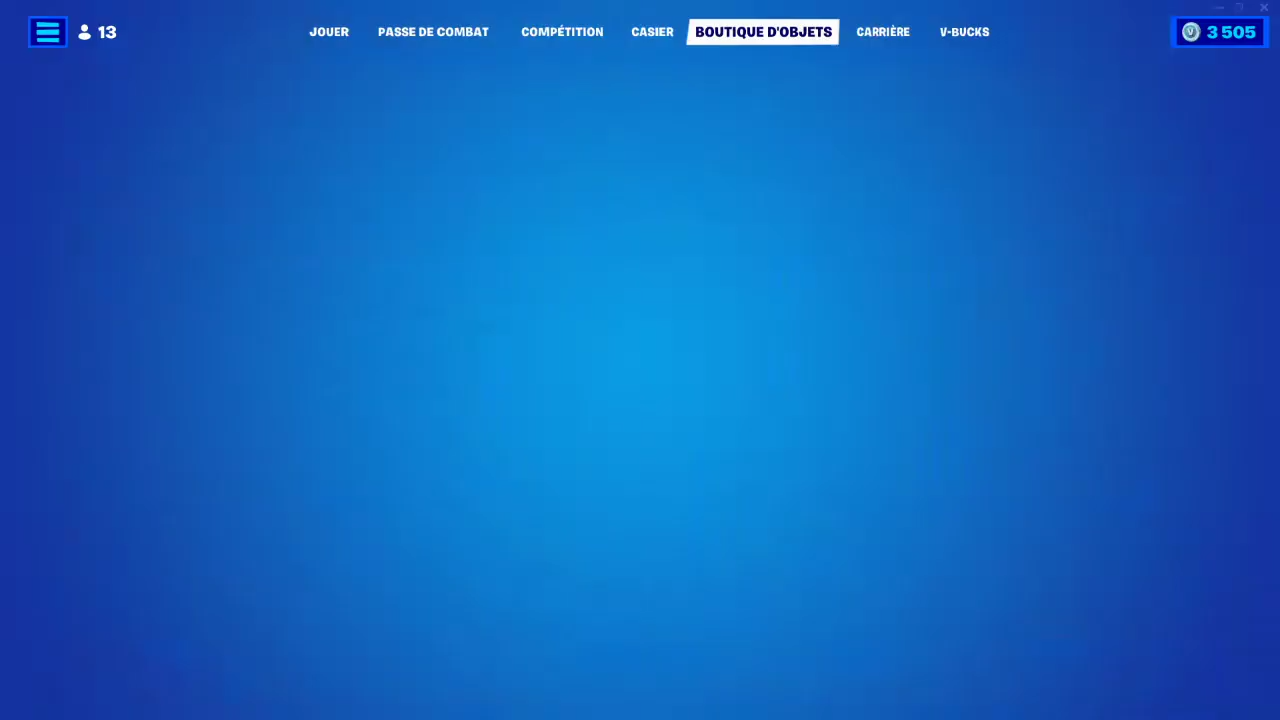 13
JOUER PASSE DE COMBAT COMPÉTITION CASIER BOUTIQUE D'OBJETS CARRIÈRE V-BUCKS
3 505